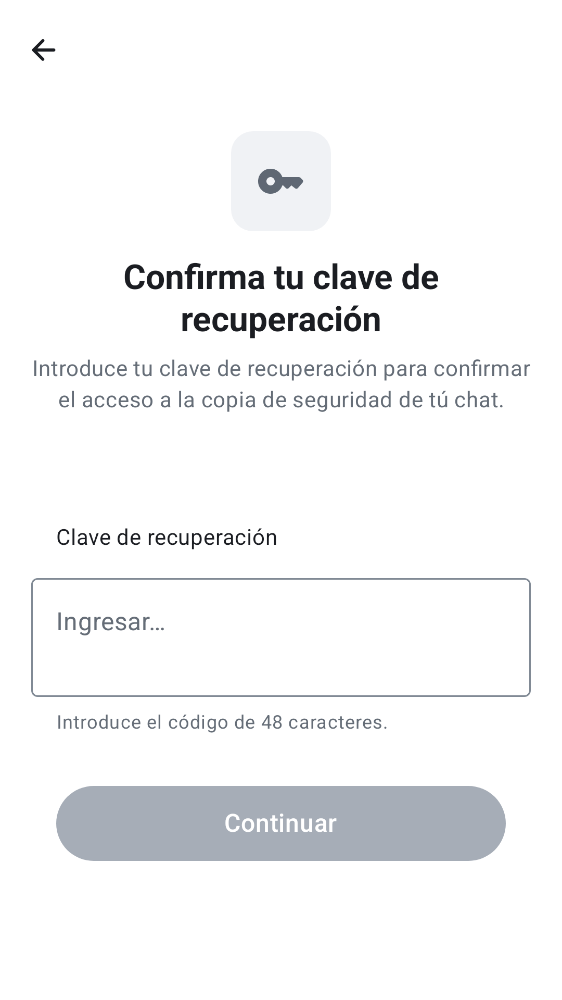 Confirma tu clave de
recuperación
Introduce tu clave de recuperación para confirmar
el acceso a la copia de seguridad de tú chat.
Clave de recuperación
Ingresar...
Introduce el código de 48 caracteres.
Continuar